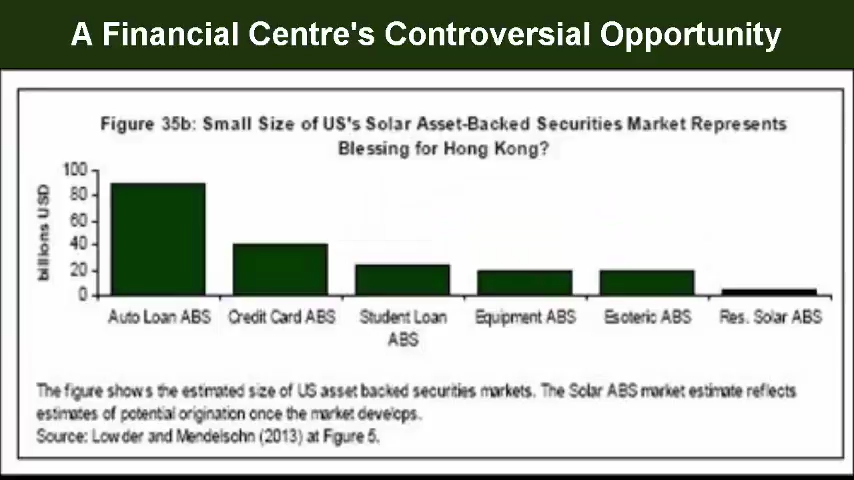 A Financial Centre's Controversial Opportunity
Figure 35b: Small Size of US's Solar Asset-Backed Securities Market Represents
Blessing for Hong Kong?
billions USD
100
80
60
40
20
0
Auto Loan ABS Credit Card ABS Student Loan ABS Equipment ABS Esoteric ABS Res. Solar ABS
The figure shows the estimated size of US asset backed securities markets. The Solar ABS market estimate reflects
estimates of potential origination once the market develops.
Source: Lowder and Mendelsohn (2013) at Figure 5.